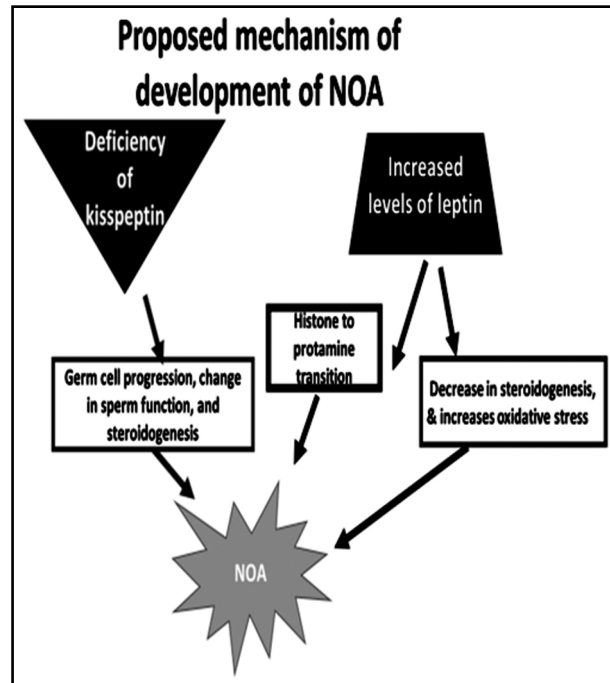 Proposed mechanism of
development of NOA
Deficiency
of
kisspeptin
Increased
levels of leptin
Histone to
protamine
transition
Germ cell progression, change
in sperm function, and
steroidogenesis
Decrease in steroidogenesis,
& increases oxidative stress
NOA